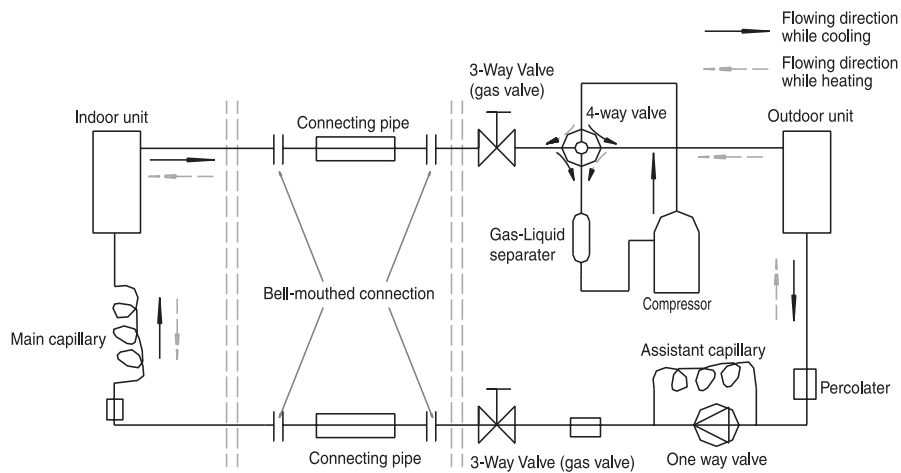 Flowing direction
while cooling
Flowing direction
while heating
3-Way Valve
(gas valve)
Indoor unit
Connecting pipe
4-way valve
Outdoor unit
Gas-Liquid
separater
Bell-mouthed connection
Compressor
Main capillary
Assistant capillary
Percolater
Connecting pipe
3-Way Valve (gas valve)
One way valve